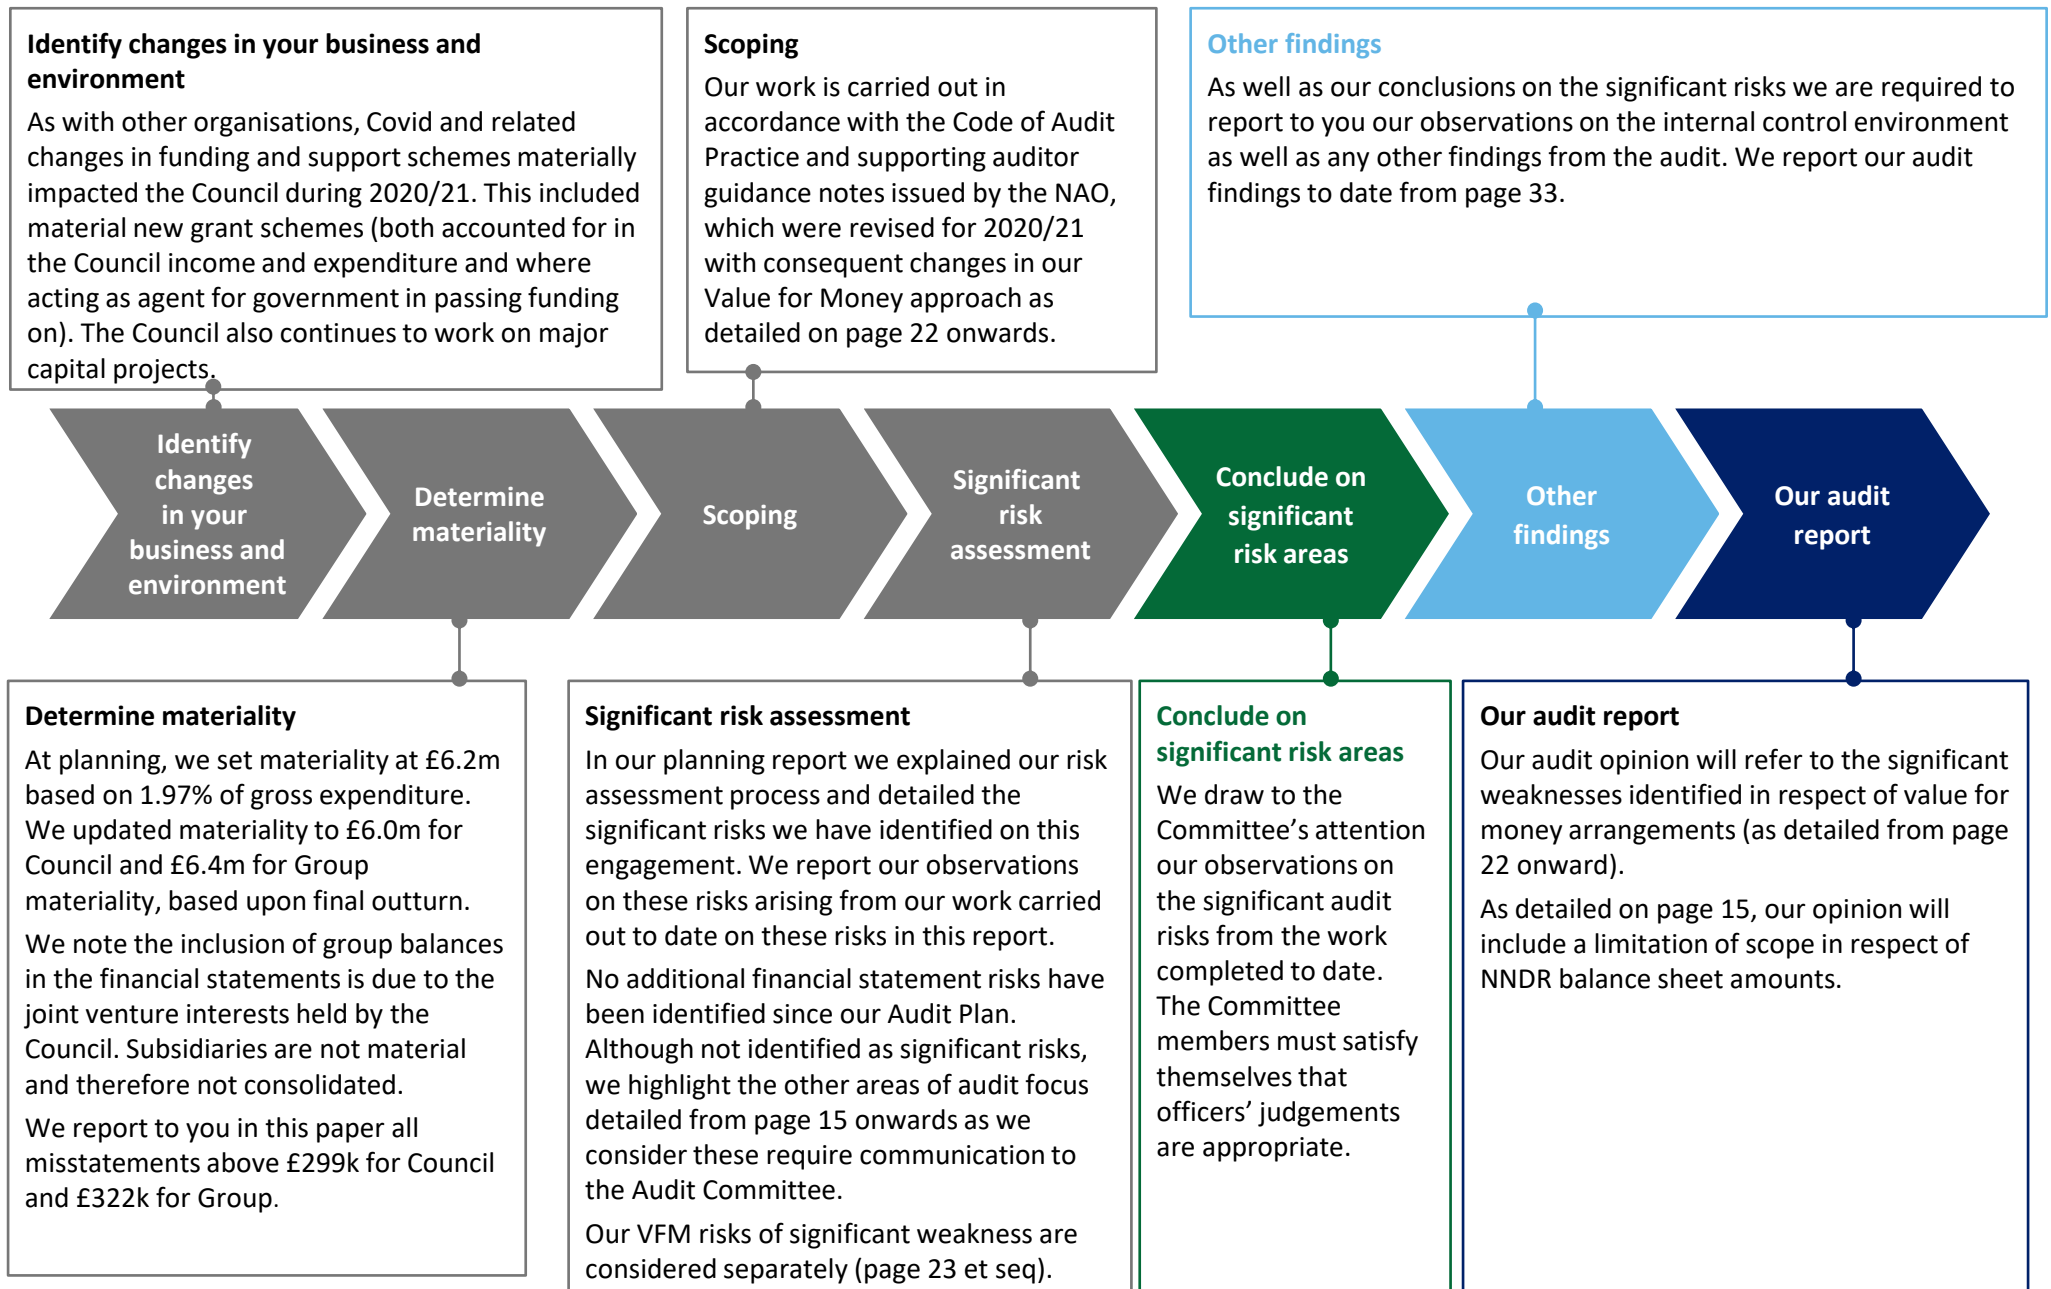 Identify changes in your business and
environment
As with other organisations, Covid and related
changes in funding and support schemes materially
impacted the Council during 2020/21. This included
material new grant schemes (both accounted for in
the Council income and expenditure and where
acting as agent for government in passing funding
on). The Council also continues to work on major
capital projects.
Scoping
Our work is carried out in
accordance with the Code of Audit
Practice and supporting auditor
guidance notes issued by the NAO,
which were revised for 2020/21
with consequent changes in our
Value for Money approach as
detailed on page 22 onwards.
Other findings
As well as our conclusions on the significant risks we are required to
report to you our observations on the internal control environment
as well as any other findings from the audit. We report our audit
findings to date from page 33.
Identify
changes
in your
business and
environment
Determine
materiality
Scoping
Significant
risk
assessment
Conclude on
significant
risk areas
Other
findings
Our audit
report
Determine materiality
At planning, we set materiality at £6.2m
based on 1.97% of gross expenditure.
We updated materiality to £6.0m for
Council and £6.4m for Group
materiality, based upon final outturn.
We note the inclusion of group balances
in the financial statements is due to the
joint venture interests held by the
Council. Subsidiaries are not material
and therefore not consolidated.
We report to you in this paper all
misstatements above £299k for Council
and £322k for Group.
Significant risk assessment
In our planning report we explained our risk
assessment process and detailed the
significant risks we have identified on this
engagement. We report our observations
on these risks arising from our work carried
out to date on these risks in this report.
No additional financial statement risks have
been identified since our Audit Plan.
Although not identified as significant risks,
we highlight the other areas of audit focus
detailed from page 15 onwards as we
consider these require communication to
the Audit Committee.
Our VFM risks of significant weakness are
considered separately (page 23 et seq).
Conclude on
significant risk areas
We draw to the
Committee’s attention
our observations on
the significant audit
risks from the work
completed to date.
The Committee
members must satisfy
themselves that
officers’ judgements
are appropriate.
Our audit report
Our audit opinion will refer to the significant
weaknesses identified in respect of value for
money arrangements (as detailed from page
22 onward).
As detailed on page 15, our opinion will
include a limitation of scope in respect of
NNDR balance sheet amounts.